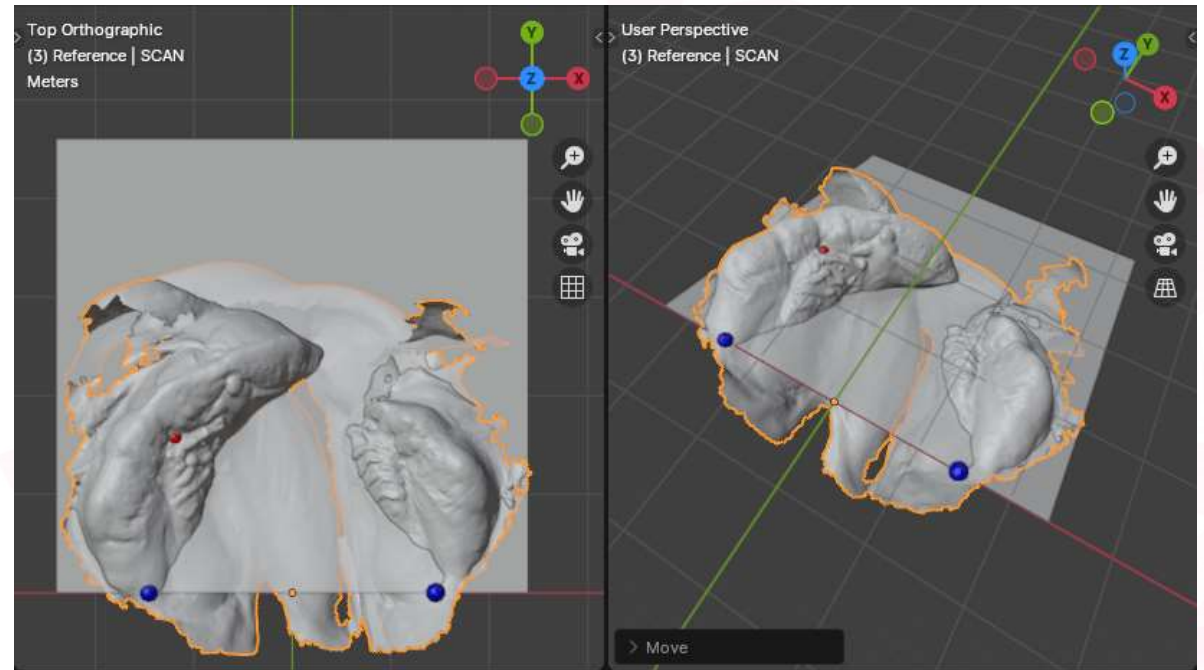 Top Orthographic
(3) Reference | SCAN
Meters
Y
Z
X
User Perspective
(3) Reference | SCAN
Z
Y
X
> Move